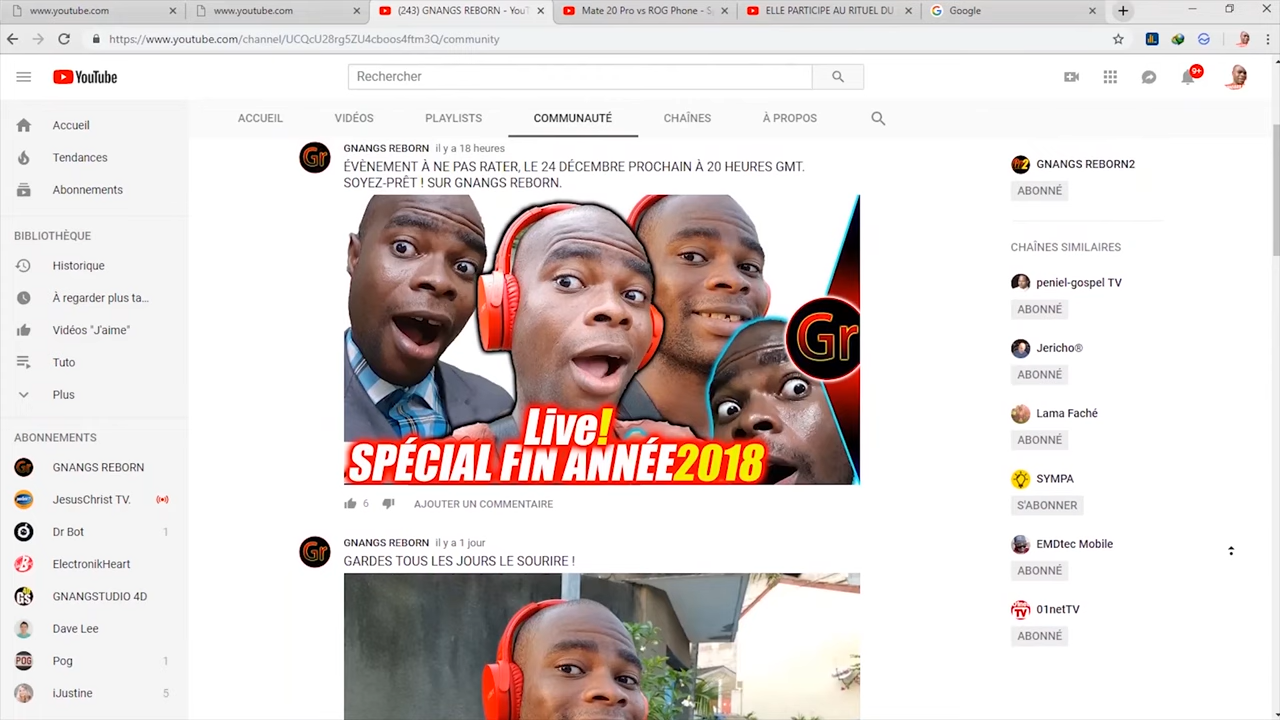 www.youtube.com
www.youtube.com
(243) GNANGS REBORN - YouT
Mate 20 Pro vs ROG Phone - S
ELLE PARTICIPE AU RITUEL DU
Google
https://www.youtube.com/channel/UCQcU28rg5ZU4cboos4ftm3Q/community
YouTube
Rechercher
9+
ACCUEIL
VIDÉOS
PLAYLISTS
COMMUNAUTÉ
CHAÎNES
À PROPOS
Accueil
Tendances
Abonnements
BIBLIOTHÈQUE
Historique
À regarder plus ta...
Vidéos "J'aime"
Tuto
Plus
ABONNEMENTS
GNANGS REBORN
JesusChrist TV.
Dr Bot 1
ElectronikHeart
GNANGSTUDIO 4D
Dave Lee
POG
Pog 1
iJustine 5
Gr
GNANGS REBORN il y a 18 heures
ÉVÈNEMENT À NE PAS RATER, LE 24 DÉCEMBRE PROCHAIN À 20 HEURES GMT.
SOYEZ-PRÊT ! SUR GNANGS REBORN.
Gr
Live!
SPÉCIAL FIN ANNÉE2018
6
AJOUTER UN COMMENTAIRE
Gr
GNANGS REBORN il y a 1 jour
GARDES TOUS LES JOURS LE SOURIRE !
GNANGS REBORN2
ABONNÉ
CHAÎNES SIMILAIRES
peniel-gospel TV
ABONNÉ
Jericho®
ABONNÉ
Lama Faché
ABONNÉ
SYMPA
S'ABONNER
EMDtec Mobile
ABONNÉ
01netTV
ABONNÉ